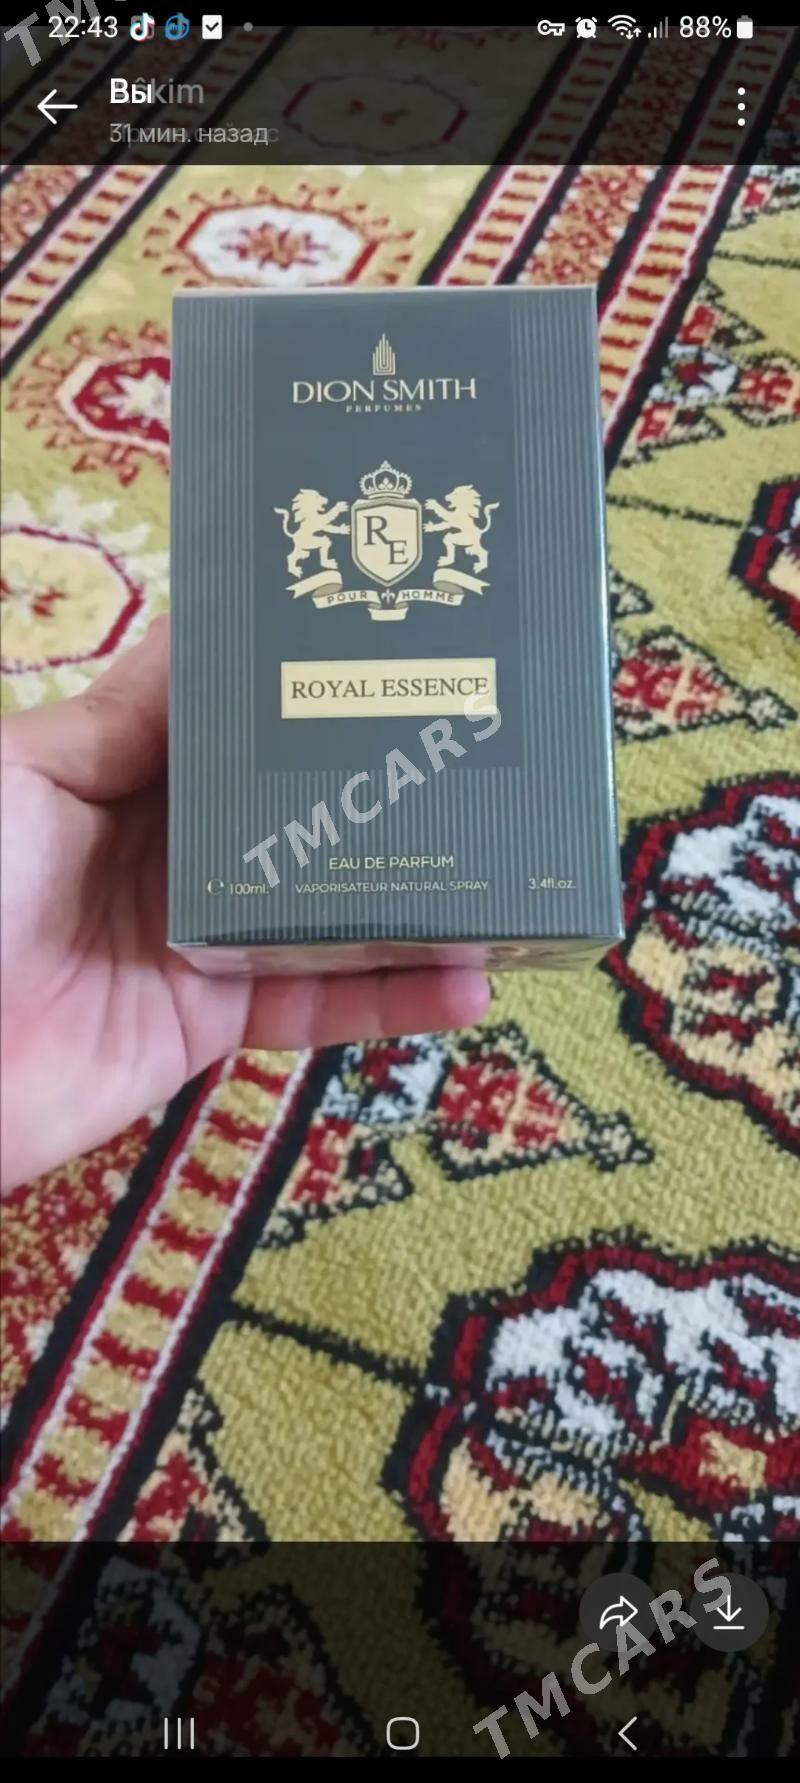 22:43
88%
Вы
31 мин. назад
DION SMITH
PERFUMES
RE
POUR HOMME
ROYAL ESSENCE
TMCARS
EAU DE PARFUM
℮ 100ml. VAPORISATEUR NATURAL SPRAY 3.4fl.oz.
TMCARS